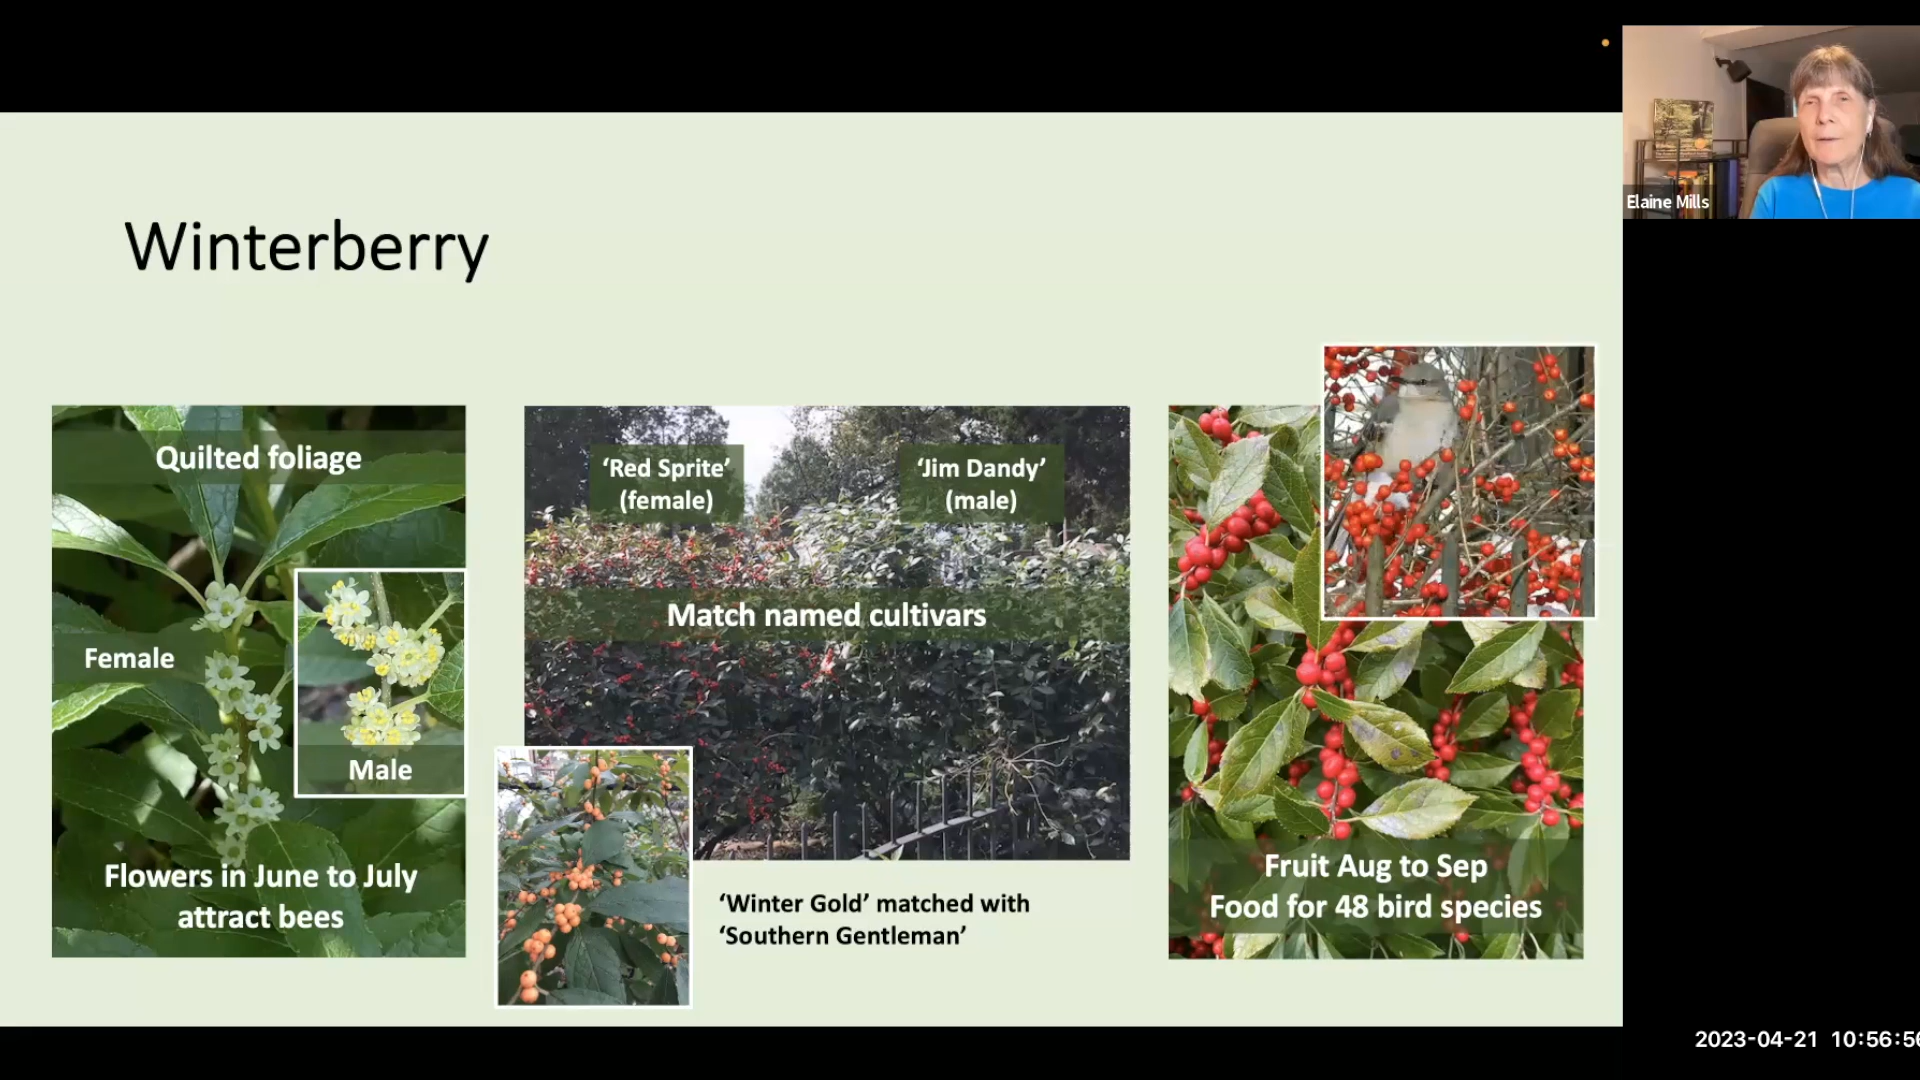 Elaine Mills
Winterberry
Quilted foliage
Female
Male
Flowers in June to July
attract bees
‘Red Sprite’
(female)
‘Jim Dandy’
(male)
Match named cultivars
‘Winter Gold’ matched with
‘Southern Gentleman’
Fruit Aug to Sep
Food for 48 bird species
2023-04-21 10:56:56